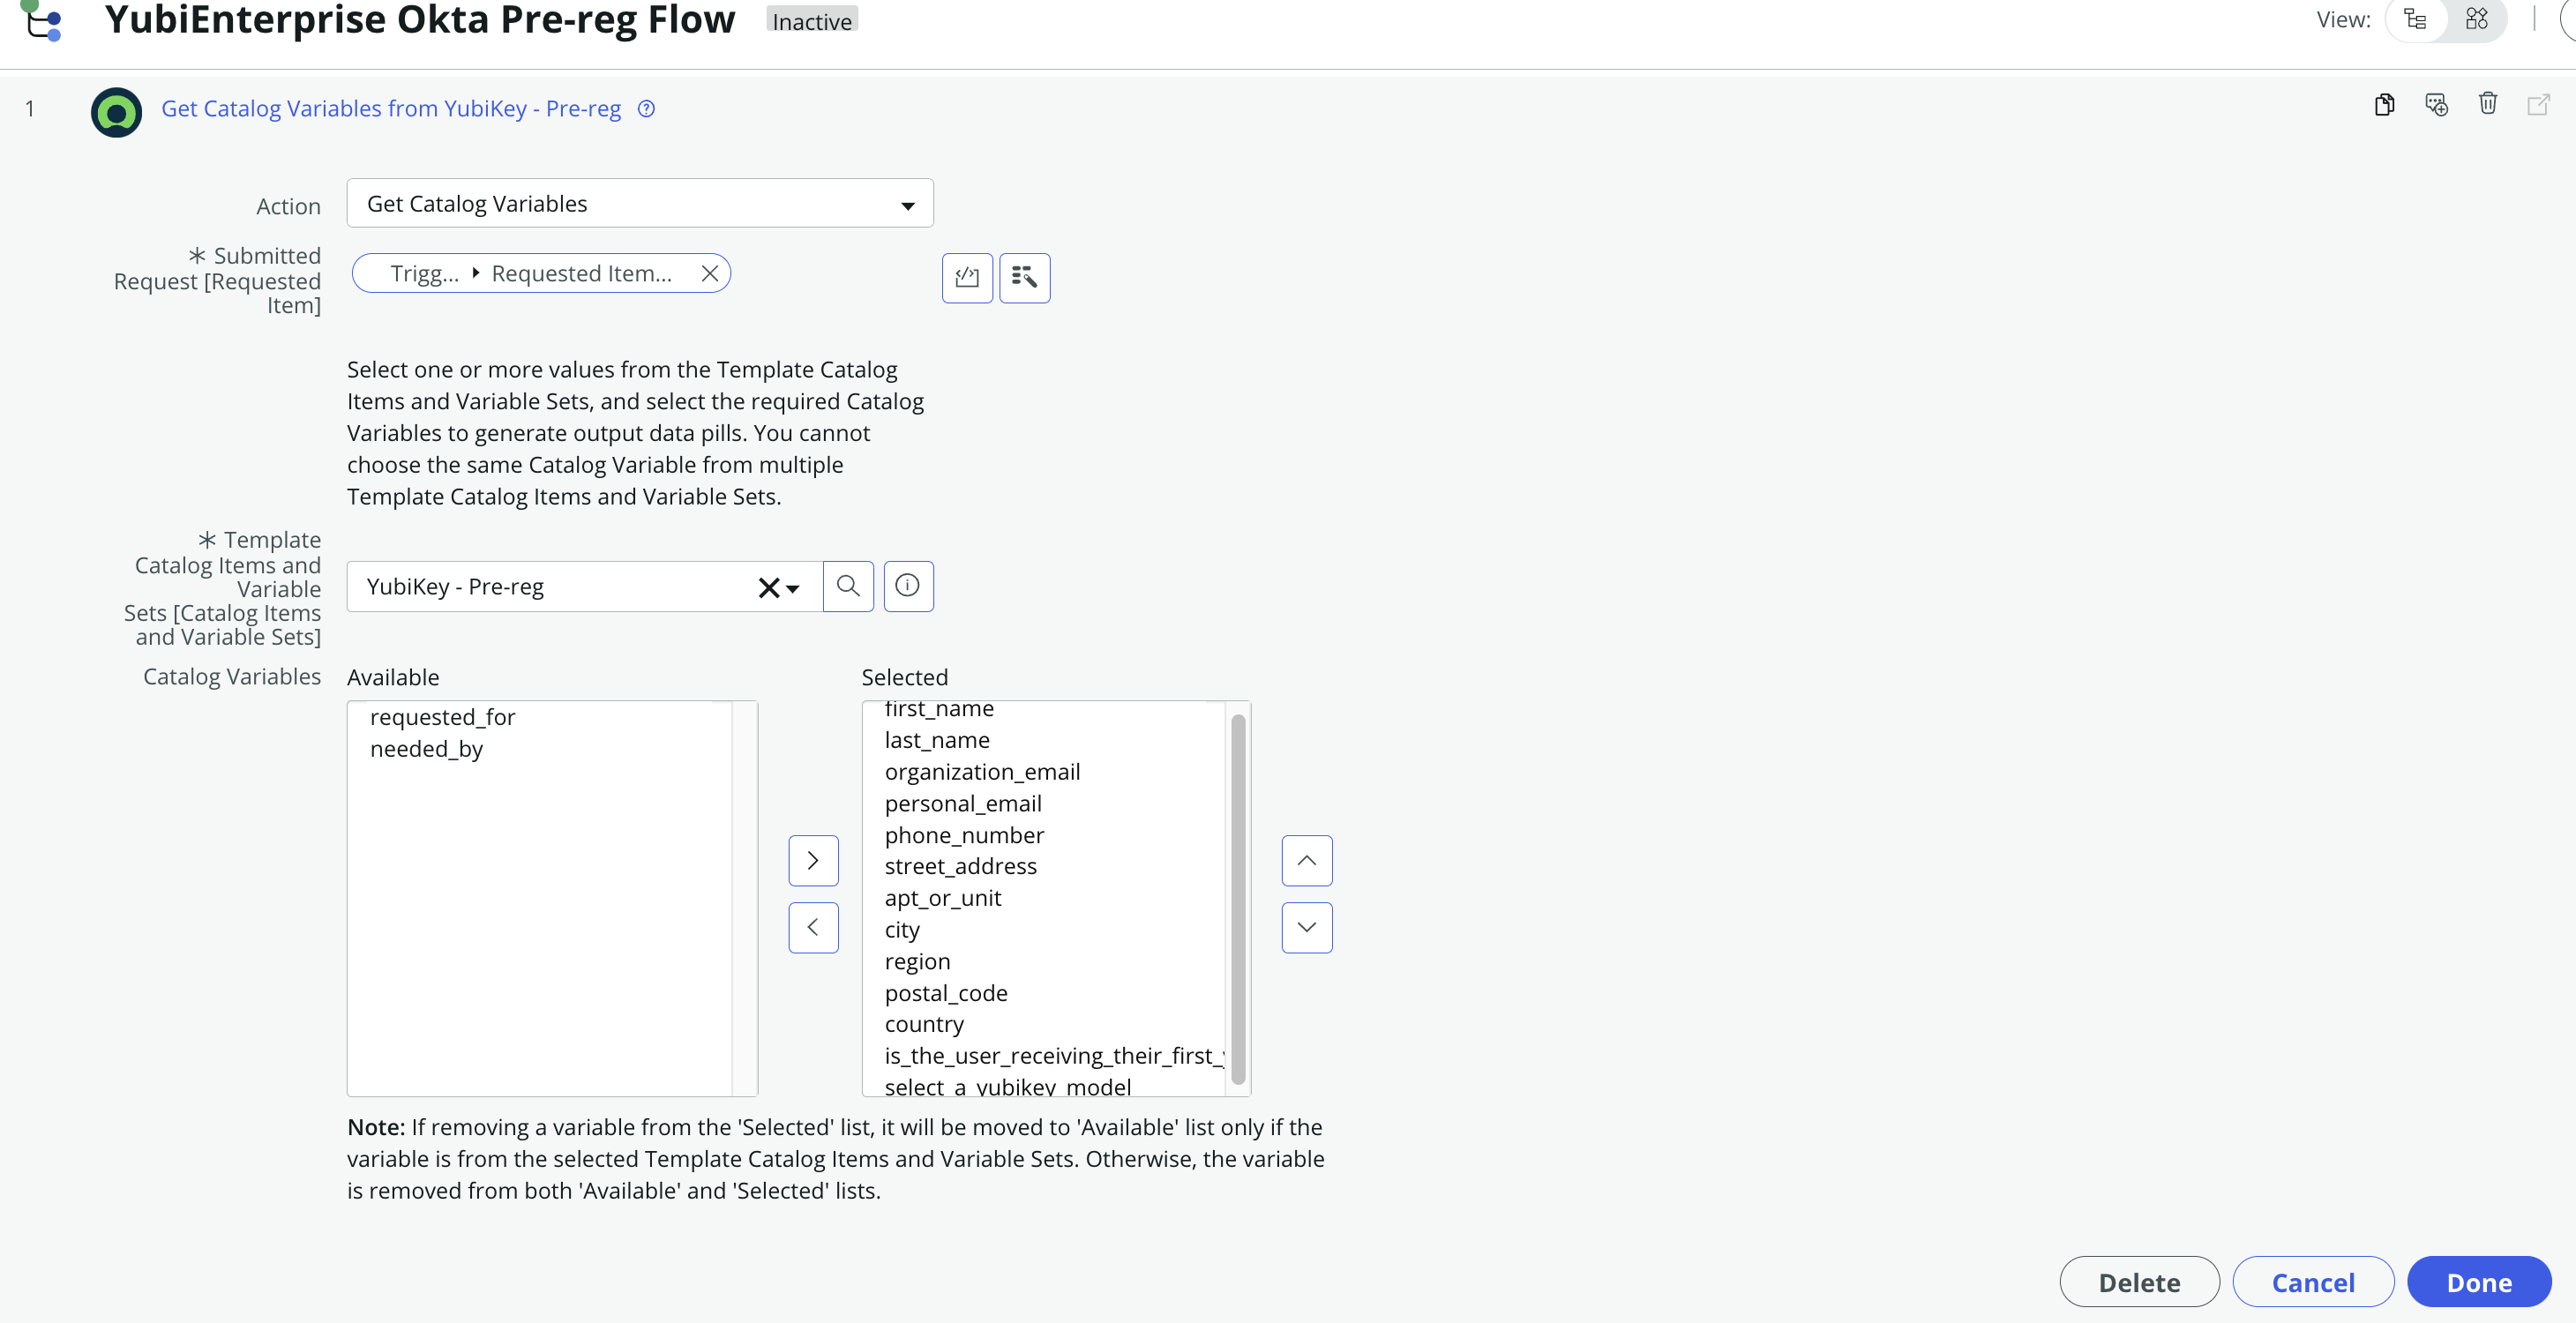 YubiEnterprise Okta Pre-reg Flow
Inactive
View:
1
Get Catalog Variables from YubiKey - Pre-reg
Action
Get Catalog Variables
* Submitted
Request [Requested
Item]
Trigg... ▸ Requested Item...
Select one or more values from the Template Catalog
Items and Variable Sets, and select the required Catalog
Variables to generate output data pills. You cannot
choose the same Catalog Variable from multiple
Template Catalog Items and Variable Sets.
* Template
Catalog Items and
Variable
Sets [Catalog Items
and Variable Sets]
YubiKey - Pre-reg
Catalog Variables
Available
requested_for
needed_by
Selected
first_name
last_name
organization_email
personal_email
phone_number
street_address
apt_or_unit
city
region
postal_code
country
is_the_user_receiving_their_first_
select_a_yubikey_model
Note: If removing a variable from the 'Selected' list, it will be moved to 'Available' list only if the
variable is from the selected Template Catalog Items and Variable Sets. Otherwise, the variable
is removed from both 'Available' and 'Selected' lists.
Delete
Cancel
Done